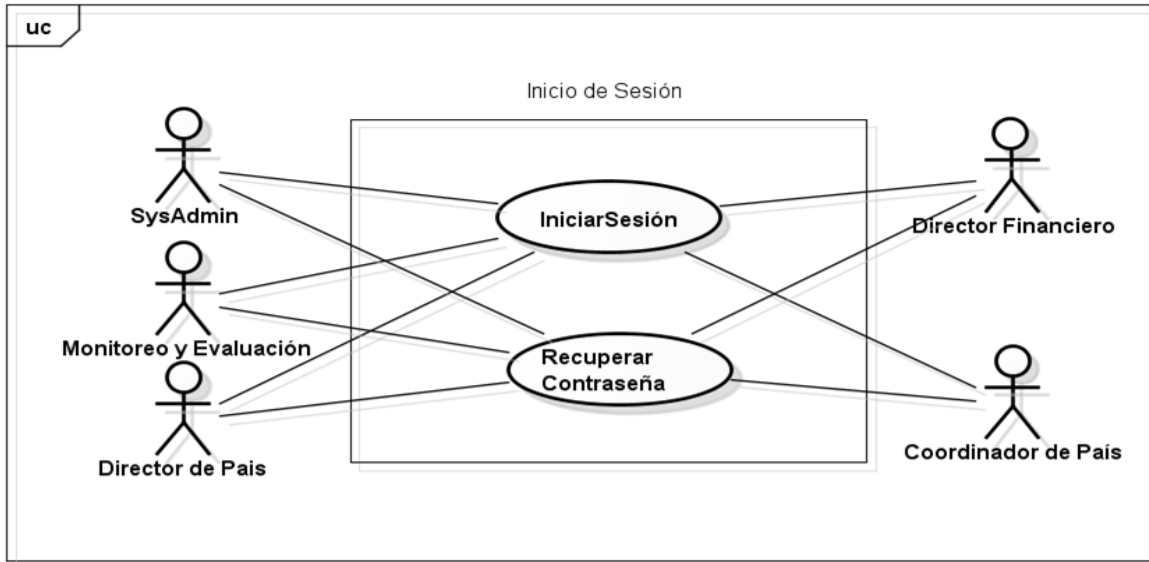 uc
Inicio de Sesión
SysAdmin
IniciarSesión
Director Financiero
Monitoreo y Evaluación
Recuperar
Contraseña
Director de Pais
Coordinador de País